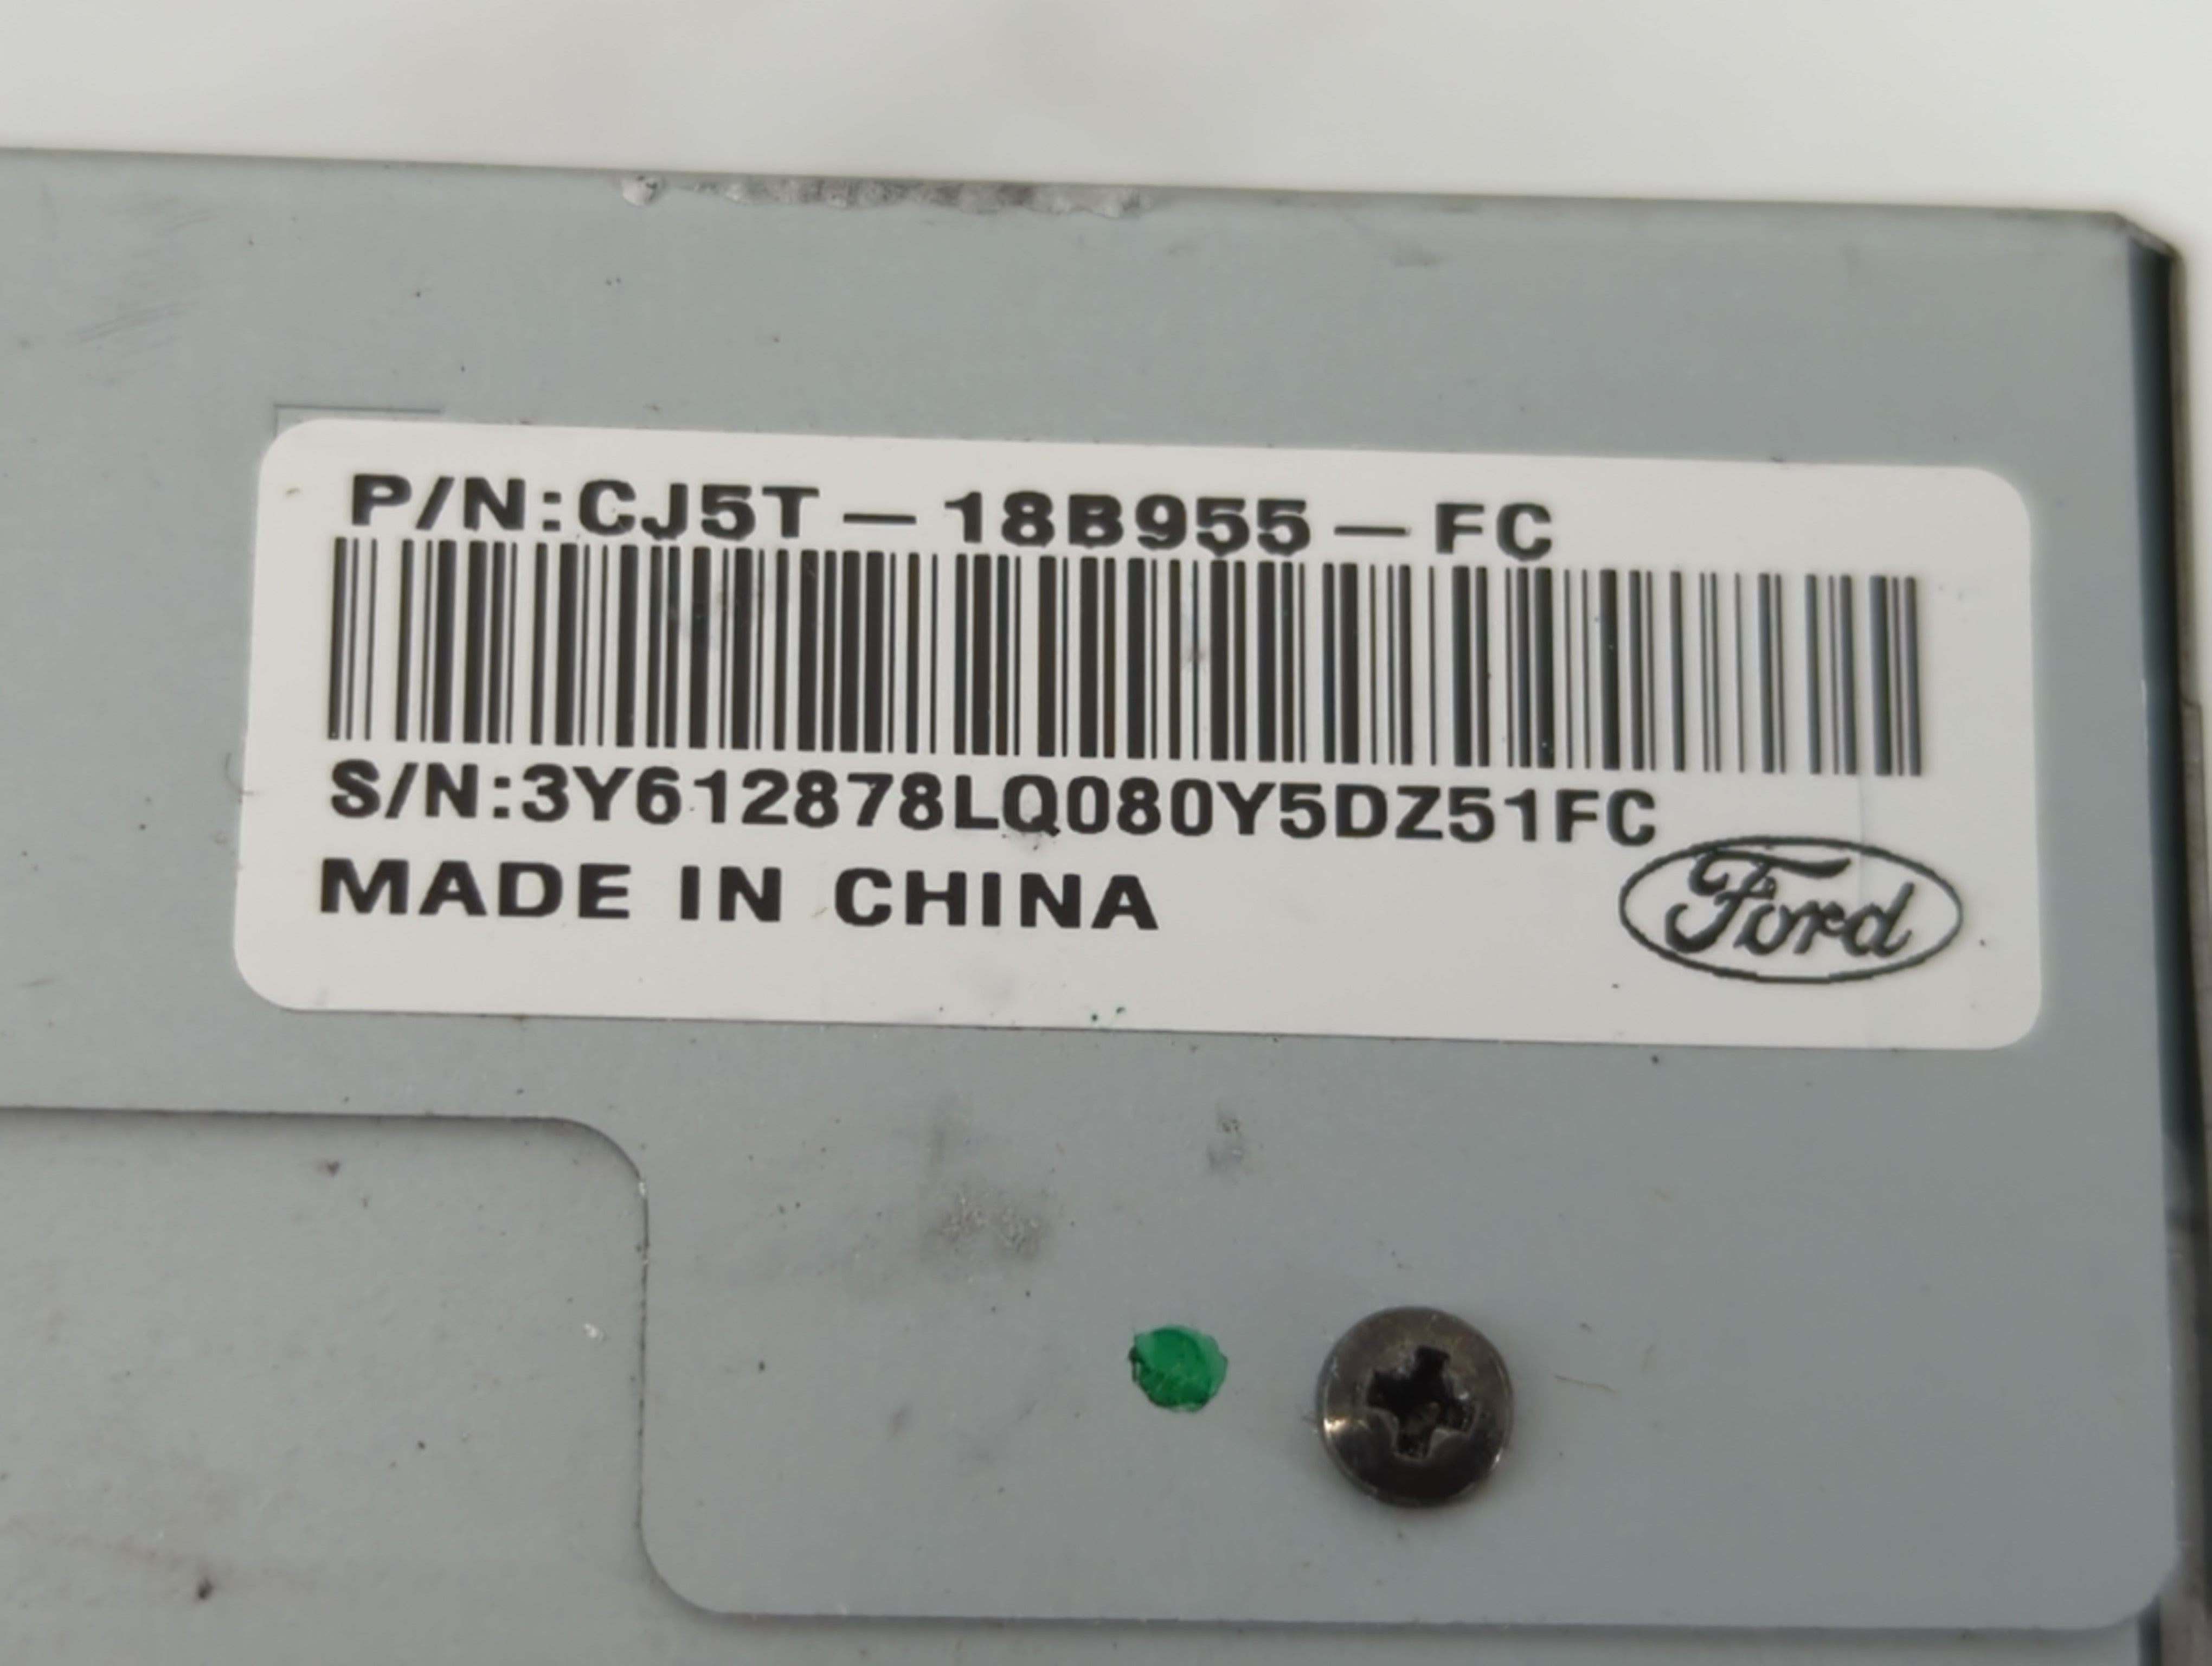 P/N:CJ5T-18B955-FC
S/N:3Y612878LQ080Y5DZ51FC
MADE IN CHINA
Ford